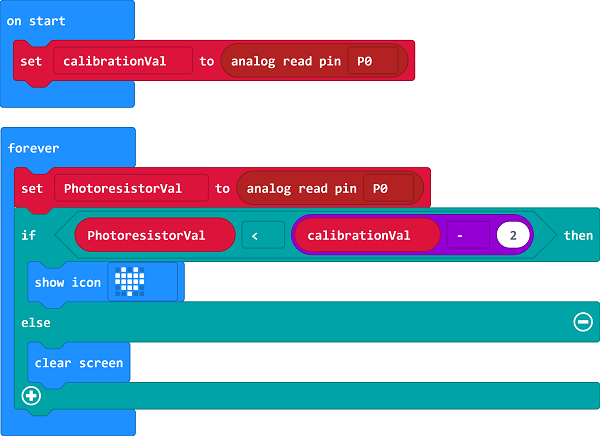 on start
set calibrationVal to analog read pin P0
forever
set PhotoresistorVal to analog read pin P0
if PhotoresistorVal < calibrationVal - 2 then
show icon
else
clear screen